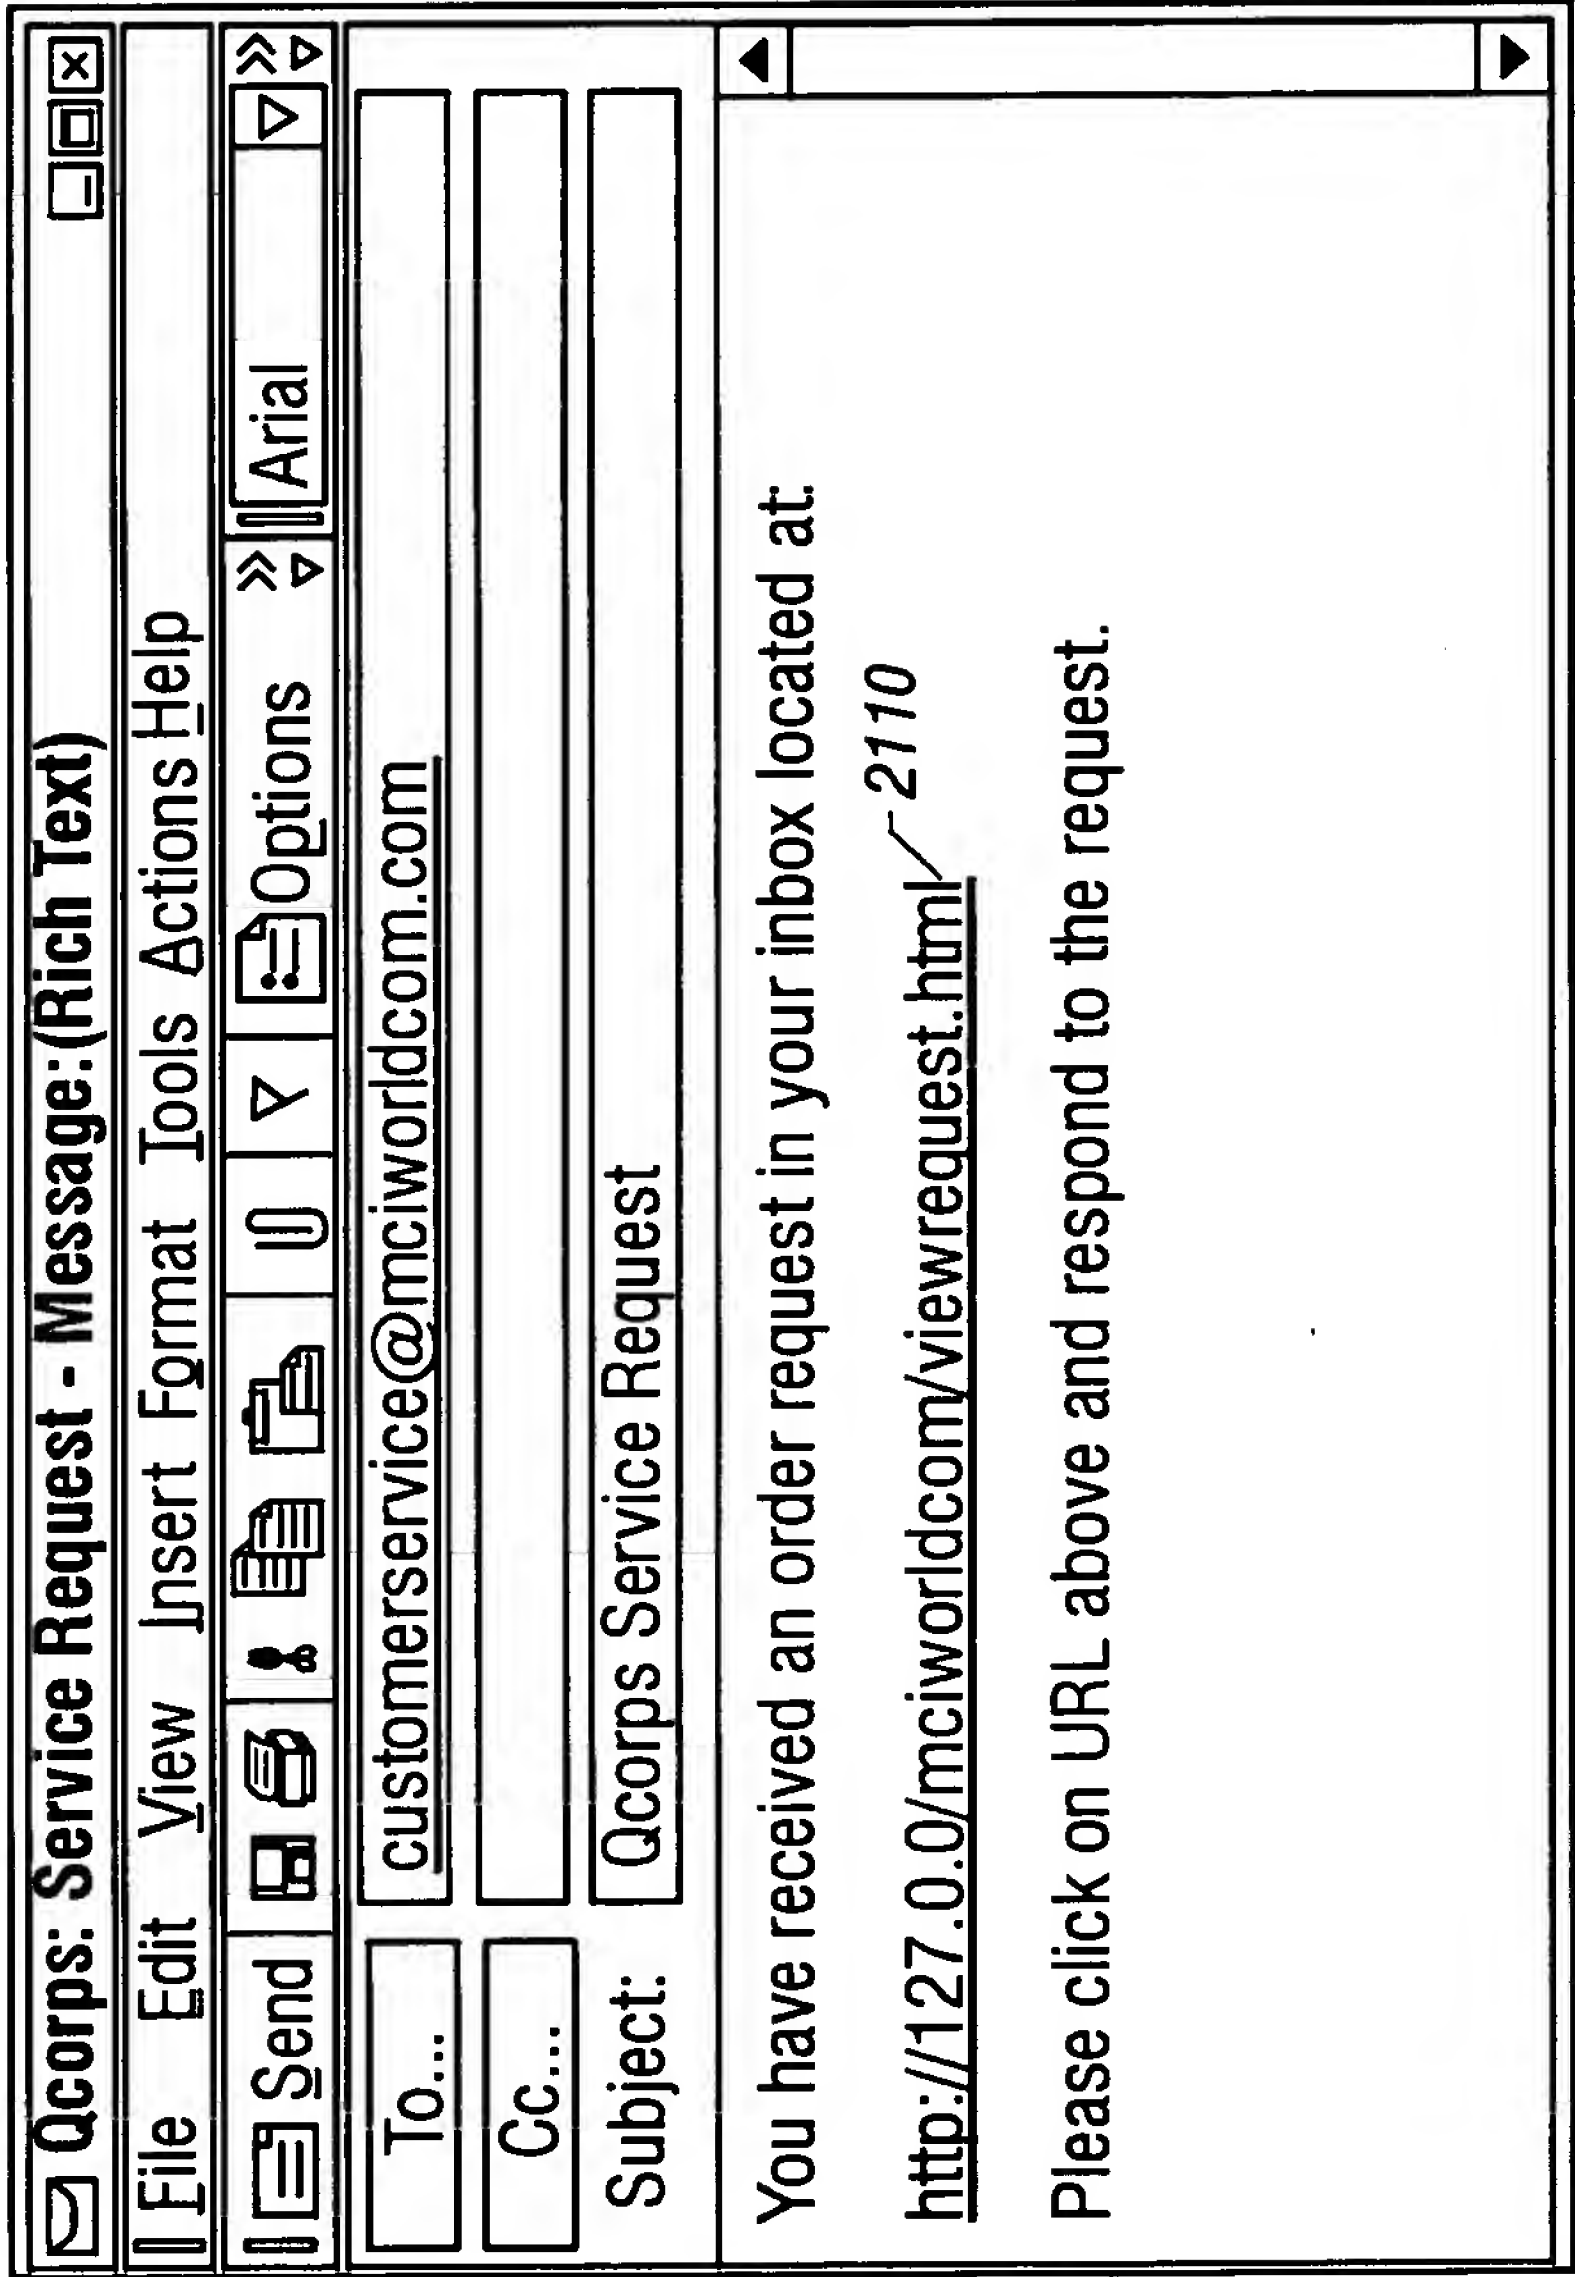 Qcorps: Service Request - Message:(Rich Text)
File Edit View Insert Format Tools Actions Help
Send Options Arial
To... customerservice@mciworldcom.com
Cc...
Subject: Qcorps Service Request
You have received an order request in your inbox located at:
2110
http://127.0.0/mciworldcom/viewrequest.html
Please click on URL above and respond to the request.